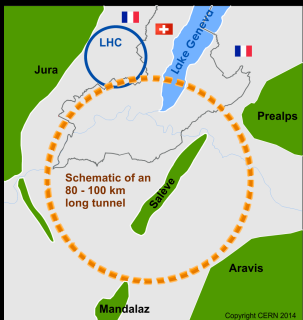 LHC
Lake Geneva
Jura
Prealps
Schematic of an
80 - 100 km
long tunnel
Salève
Aravis
Mandalaz
Copyright CERN 2014